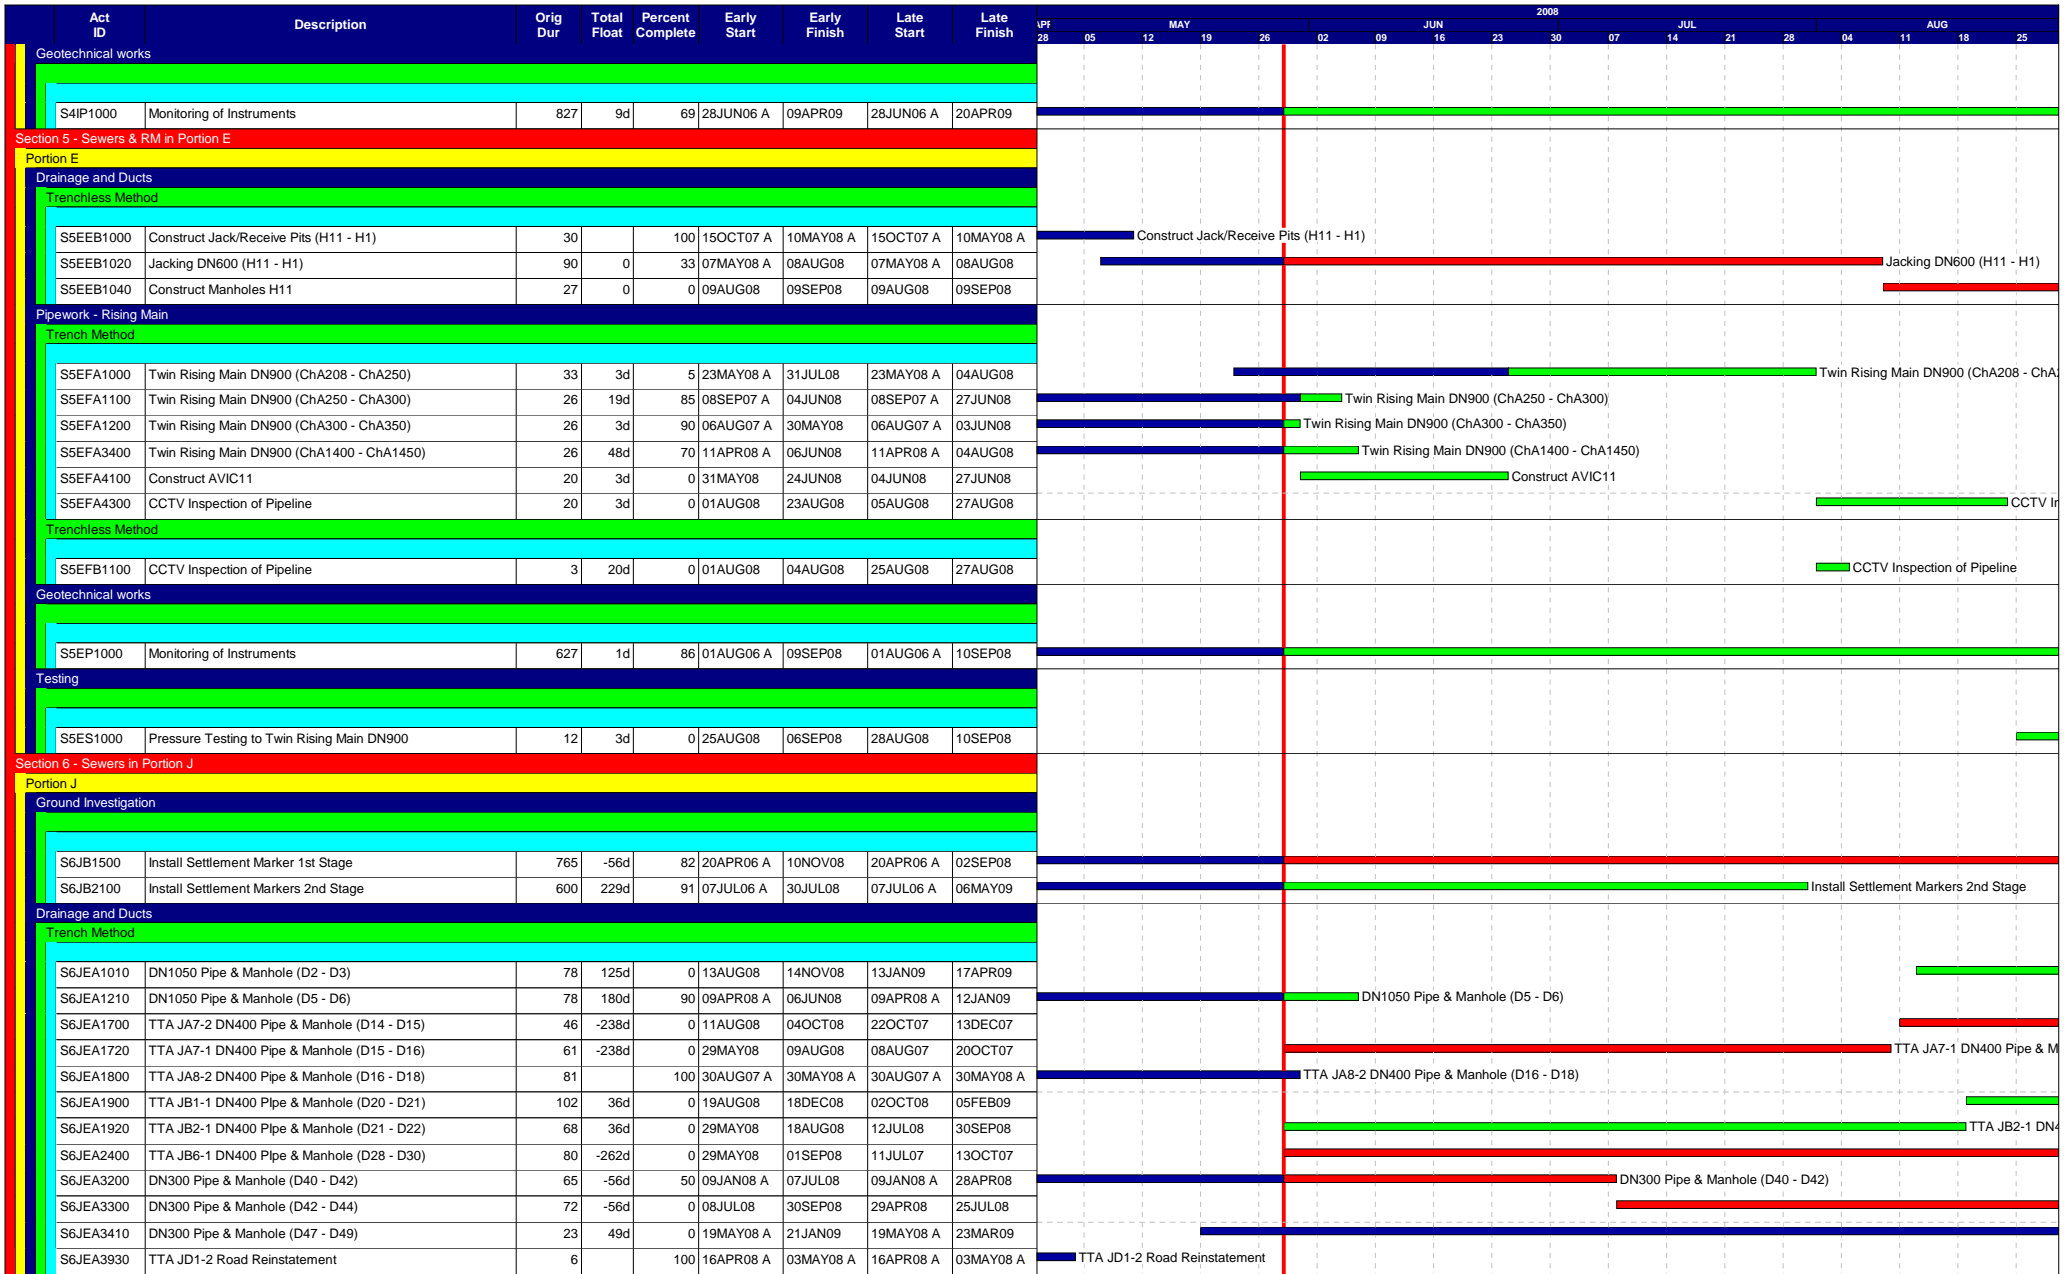 Act ID Description Orig Dur Total Float Percent Complete Early Start Early Finish Late Start Late Finish
2008
APR MAY JUN JUL AUG
28 05 12 19 26 02 09 16 23 30 07 14 21 28 04 11 18 25
Geotechnical works
S4IP1000 Monitoring of Instruments 827 9d 69 28JUN06 A 09APR09 28JUN06 A 20APR09
Section 5 - Sewers & RM in Portion E
Portion E
Drainage and Ducts
Trenchless Method
S5EEB1000 Construct Jack/Receive Pits (H11 - H1) 30 100 15OCT07 A 10MAY08 A 15OCT07 A 10MAY08 A Construct Jack/Receive Pits (H11 - H1)
S5EEB1020 Jacking DN600 (H11 - H1) 90 0 33 07MAY08 A 08AUG08 07MAY08 A 08AUG08 Jacking DN600 (H11 - H1)
S5EEB1040 Construct Manholes H11 27 0 0 09AUG08 09SEP08 09AUG08 09SEP08
Pipework - Rising Main
Trench Method
S5EFA1000 Twin Rising Main DN900 (ChA208 - ChA250) 33 3d 5 23MAY08 A 31JUL08 23MAY08 A 04AUG08 Twin Rising Main DN900 (ChA208 - ChA
S5EFA1100 Twin Rising Main DN900 (ChA250 - ChA300) 26 19d 85 08SEP07 A 04JUN08 08SEP07 A 27JUN08 Twin Rising Main DN900 (ChA250 - ChA300)
S5EFA1200 Twin Rising Main DN900 (ChA300 - ChA350) 26 3d 90 06AUG07 A 30MAY08 06AUG07 A 03JUN08 Twin Rising Main DN900 (ChA300 - ChA350)
S5EFA3400 Twin Rising Main DN900 (ChA1400 - ChA1450) 26 48d 70 11APR08 A 06JUN08 11APR08 A 04AUG08 Twin Rising Main DN900 (ChA1400 - ChA1450)
S5EFA4100 Construct AVIC11 20 3d 0 31MAY08 24JUN08 04JUN08 27JUN08 Construct AVIC11
S5EFA4300 CCTV Inspection of Pipeline 20 3d 0 01AUG08 23AUG08 05AUG08 27AUG08 CCTV I
Trenchless Method
S5EFB1100 CCTV Inspection of Pipeline 3 20d 0 01AUG08 04AUG08 25AUG08 27AUG08 CCTV Inspection of Pipeline
Geotechnical works
S5EP1000 Monitoring of Instruments 627 1d 86 01AUG06 A 09SEP08 01AUG06 A 10SEP08
Testing
S5ES1000 Pressure Testing to Twin Rising Main DN900 12 3d 0 25AUG08 06SEP08 28AUG08 10SEP08
Section 6 - Sewers in Portion J
Portion J
Ground Investigation
S6JB1500 Install Settlement Marker 1st Stage 765 -56d 82 20APR06 A 10NOV08 20APR06 A 02SEP08
S6JB2100 Install Settlement Markers 2nd Stage 600 229d 91 07JUL06 A 30JUL08 07JUL06 A 06MAY09 Install Settlement Markers 2nd Stage
Drainage and Ducts
Trench Method
S6JEA1010 DN1050 Pipe & Manhole (D2 - D3) 78 125d 0 13AUG08 14NOV08 13JAN09 17APR09
S6JEA1210 DN1050 Pipe & Manhole (D5 - D6) 78 180d 90 09APR08 A 06JUN08 09APR08 A 12JAN09 DN1050 Pipe & Manhole (D5 - D6)
S6JEA1700 TTA JA7-2 DN400 Pipe & Manhole (D14 - D15) 46 -238d 0 11AUG08 04OCT08 22OCT07 13DEC07
S6JEA1720 TTA JA7-1 DN400 Pipe & Manhole (D15 - D16) 61 -238d 0 29MAY08 09AUG08 08AUG07 20OCT07 TTA JA7-1 DN400 Pipe & M
S6JEA1800 TTA JA8-2 DN400 Pipe & Manhole (D16 - D18) 81 100 30AUG07 A 30MAY08 A 30AUG07 A 30MAY08 A TTA JA8-2 DN400 Pipe & Manhole (D16 - D18)
S6JEA1900 TTA JB1-1 DN400 PIpe & Manhole (D20 - D21) 102 36d 0 19AUG08 18DEC08 02OCT08 05FEB09
S6JEA1920 TTA JB2-1 DN400 PIpe & Manhole (D21 - D22) 68 36d 0 29MAY08 18AUG08 12JUL08 30SEP08 TTA JB2-1 DN4
S6JEA2400 TTA JB6-1 DN400 PIpe & Manhole (D28 - D30) 80 -262d 0 29MAY08 01SEP08 11JUL07 13OCT07
S6JEA3200 DN300 Pipe & Manhole (D40 - D42) 65 -56d 50 09JAN08 A 07JUL08 09JAN08 A 28APR08 DN300 Pipe & Manhole (D40 - D42)
S6JEA3300 DN300 Pipe & Manhole (D42 - D44) 72 -56d 0 08JUL08 30SEP08 29APR08 25JUL08
S6JEA3410 DN300 Pipe & Manhole (D47 - D49) 23 49d 0 19MAY08 A 21JAN09 19MAY08 A 23MAR09
S6JEA3930 TTA JD1-2 Road Reinstatement 6 100 16APR08 A 03MAY08 A 16APR08 A 03MAY08 A TTA JD1-2 Road Reinstatement